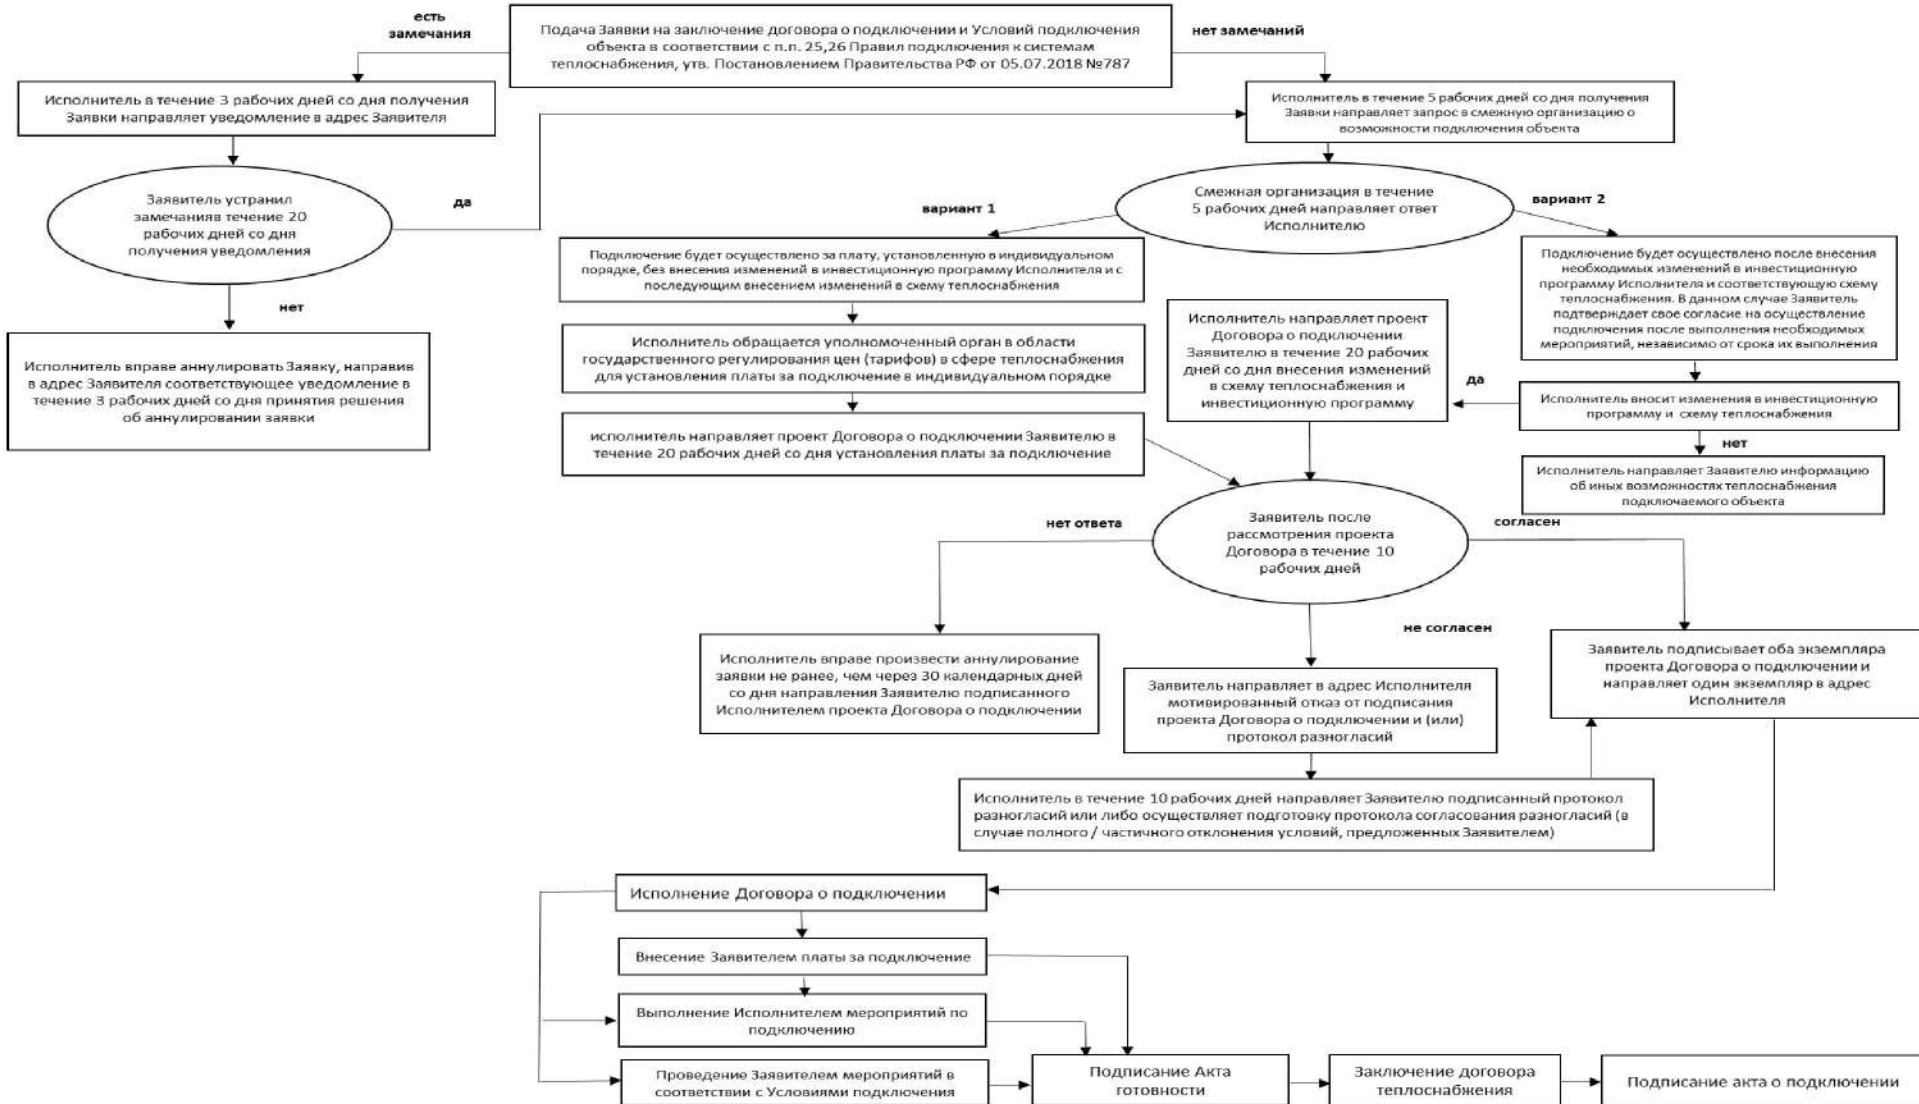 есть
замечания
Подача Заявки на заключение договора о подключении и Условий подключения
объекта в соответствии с п.п. 25,26 Правил подключения к системам
теплоснабжения, утв. Постановлением Правительства РФ от 05.07.2018 №787
нет замечаний
Исполнитель в течение 3 рабочих дней со дня получения
Заявки направляет уведомление в адрес Заявителя
Исполнитель в течение 5 рабочих дней со дня получения
Заявки направляет запрос в смежную организацию о
возможности подключения объекта
Заявитель устранил
замечанияв течение 20
рабочих дней со дня
получения уведомления
да
нет
Исполнитель вправе аннулировать Заявку, направив
в адрес Заявителя соответствующее уведомление в
течение 3 рабочих дней со дня принятия решения
об аннулировании заявки
Смежная организация в течение
5 рабочих дней направляет ответ
Исполнителю
вариант 1
вариант 2
Подключение будет осуществлено за плату, установленную в индивидуальном
порядке, без внесения изменений в инвестиционную программу Исполнителя и с
последующим внесением изменений в схему теплоснабжения
Исполнитель обращается уполномоченный орган в области
государственного регулирования цен (тарифов) в сфере теплоснабжения
для установления платы за подключение в индивидуальном порядке
исполнитель направляет проект Договора о подключении Заявителю в
течение 20 рабочих дней со дня установления платы за подключение
Исполнитель направляет проект
Договора о подключении
Заявителю в течение 20 рабочих
дней со дня внесения изменений
в схему теплоснабжения и
инвестиционную программу
Подключение будет осуществлено после внесения
необходимых изменений в инвестиционную
программу Исполнителя и соответствующую схему
теплоснабжения. В данном случае Заявитель
подтверждает свое согласие на осуществление
подключения после выполнения необходимых
мероприятий, независимо от срока их выполнения
да
Исполнитель вносит изменения в инвестиционную
программу и схему теплоснабжения
нет
Исполнитель направляет Заявителю информацию
об иных возможностях теплоснабжения
подключаемого объекта
нет ответа
Заявитель после
рассмотрения проекта
Договора в течение 10
рабочих дней
согласен
не согласен
Исполнитель вправе произвести аннулирование
заявки не ранее, чем через 30 календарных дней
со дня направления Заявителю подписанного
Исполнителем проекта Договора о подключении
Заявитель направляет в адрес Исполнителя
мотивированный отказ от подписания
проекта Договора о подключении и (или)
протокол разногласий
Заявитель подписывает оба экземпляра
проекта Договора о подключении и
направляет один экземпляр в адрес
Исполнителя
Исполнитель в течение 10 рабочих дней направляет Заявителю подписанный протокол
разногласий или либо осуществляет подготовку протокола согласования разногласий (в
случае полного / частичного отклонения условий, предложенных Заявителем)
Исполнение Договора о подключении
Внесение Заявителем платы за подключение
Выполнение Исполнителем мероприятий по
подключению
Проведение Заявителем мероприятий в
соответствии с Условиями подключения
Подписание Акта
готовности
Заключение договора
теплоснабжения
Подписание акта о подключении